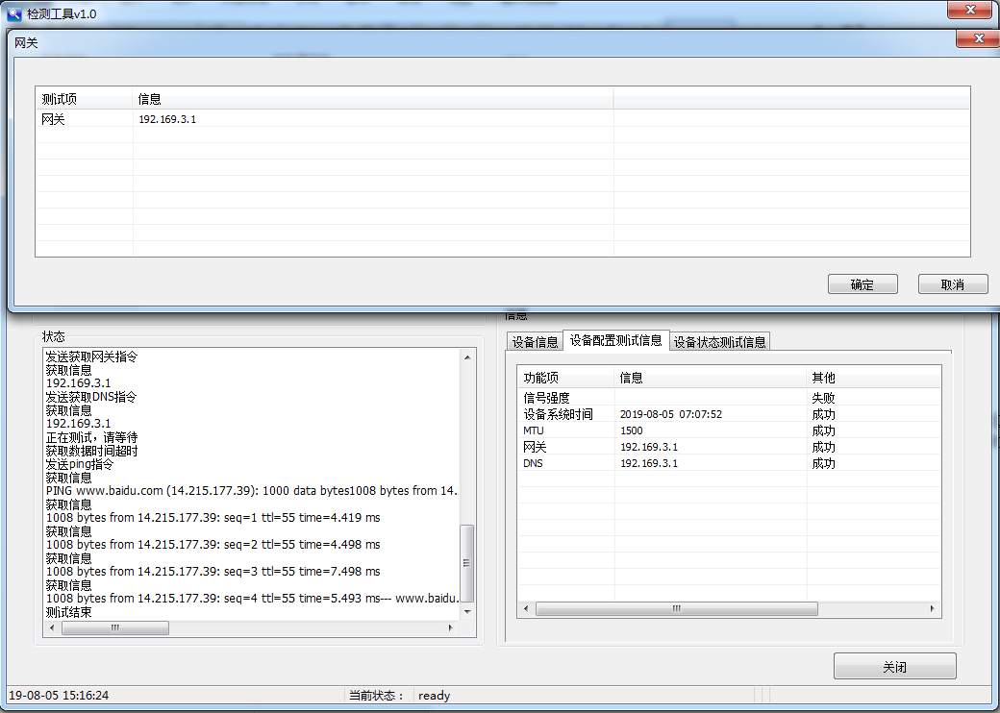 检测工具v1.0
网关
测试项 信息
网关 192.169.3.1
确定 取消
状态
发送获取网关指令
获取信息
192.169.3.1
发送获取DNS指令
获取信息
192.169.3.1
正在测试，请等待
获取数据时间超时
发送ping指令
获取信息
PING www.baidu.com (14.215.177.39): 1000 data bytes1008 bytes from 14..
获取信息
1008 bytes from 14.215.177.39: seq=1 ttl=55 time=4.419 ms
获取信息
1008 bytes from 14.215.177.39: seq=2 ttl=55 time=4.498 ms
获取信息
1008 bytes from 14.215.177.39: seq=3 ttl=55 time=7.498 ms
获取信息
1008 bytes from 14.215.177.39: seq=4 ttl=55 time=5.493 ms--- www.baidu.
测试结束
信息
设备信息 设备配置测试信息 设备状态测试信息
功能项 信息 其他
信号强度 失败
设备系统时间 2019-08-05 07:07:52 成功
MTU 1500 成功
网关 192.169.3.1 成功
DNS 192.169.3.1 成功
关闭
19-08-05 15:16:24 当前状态： ready